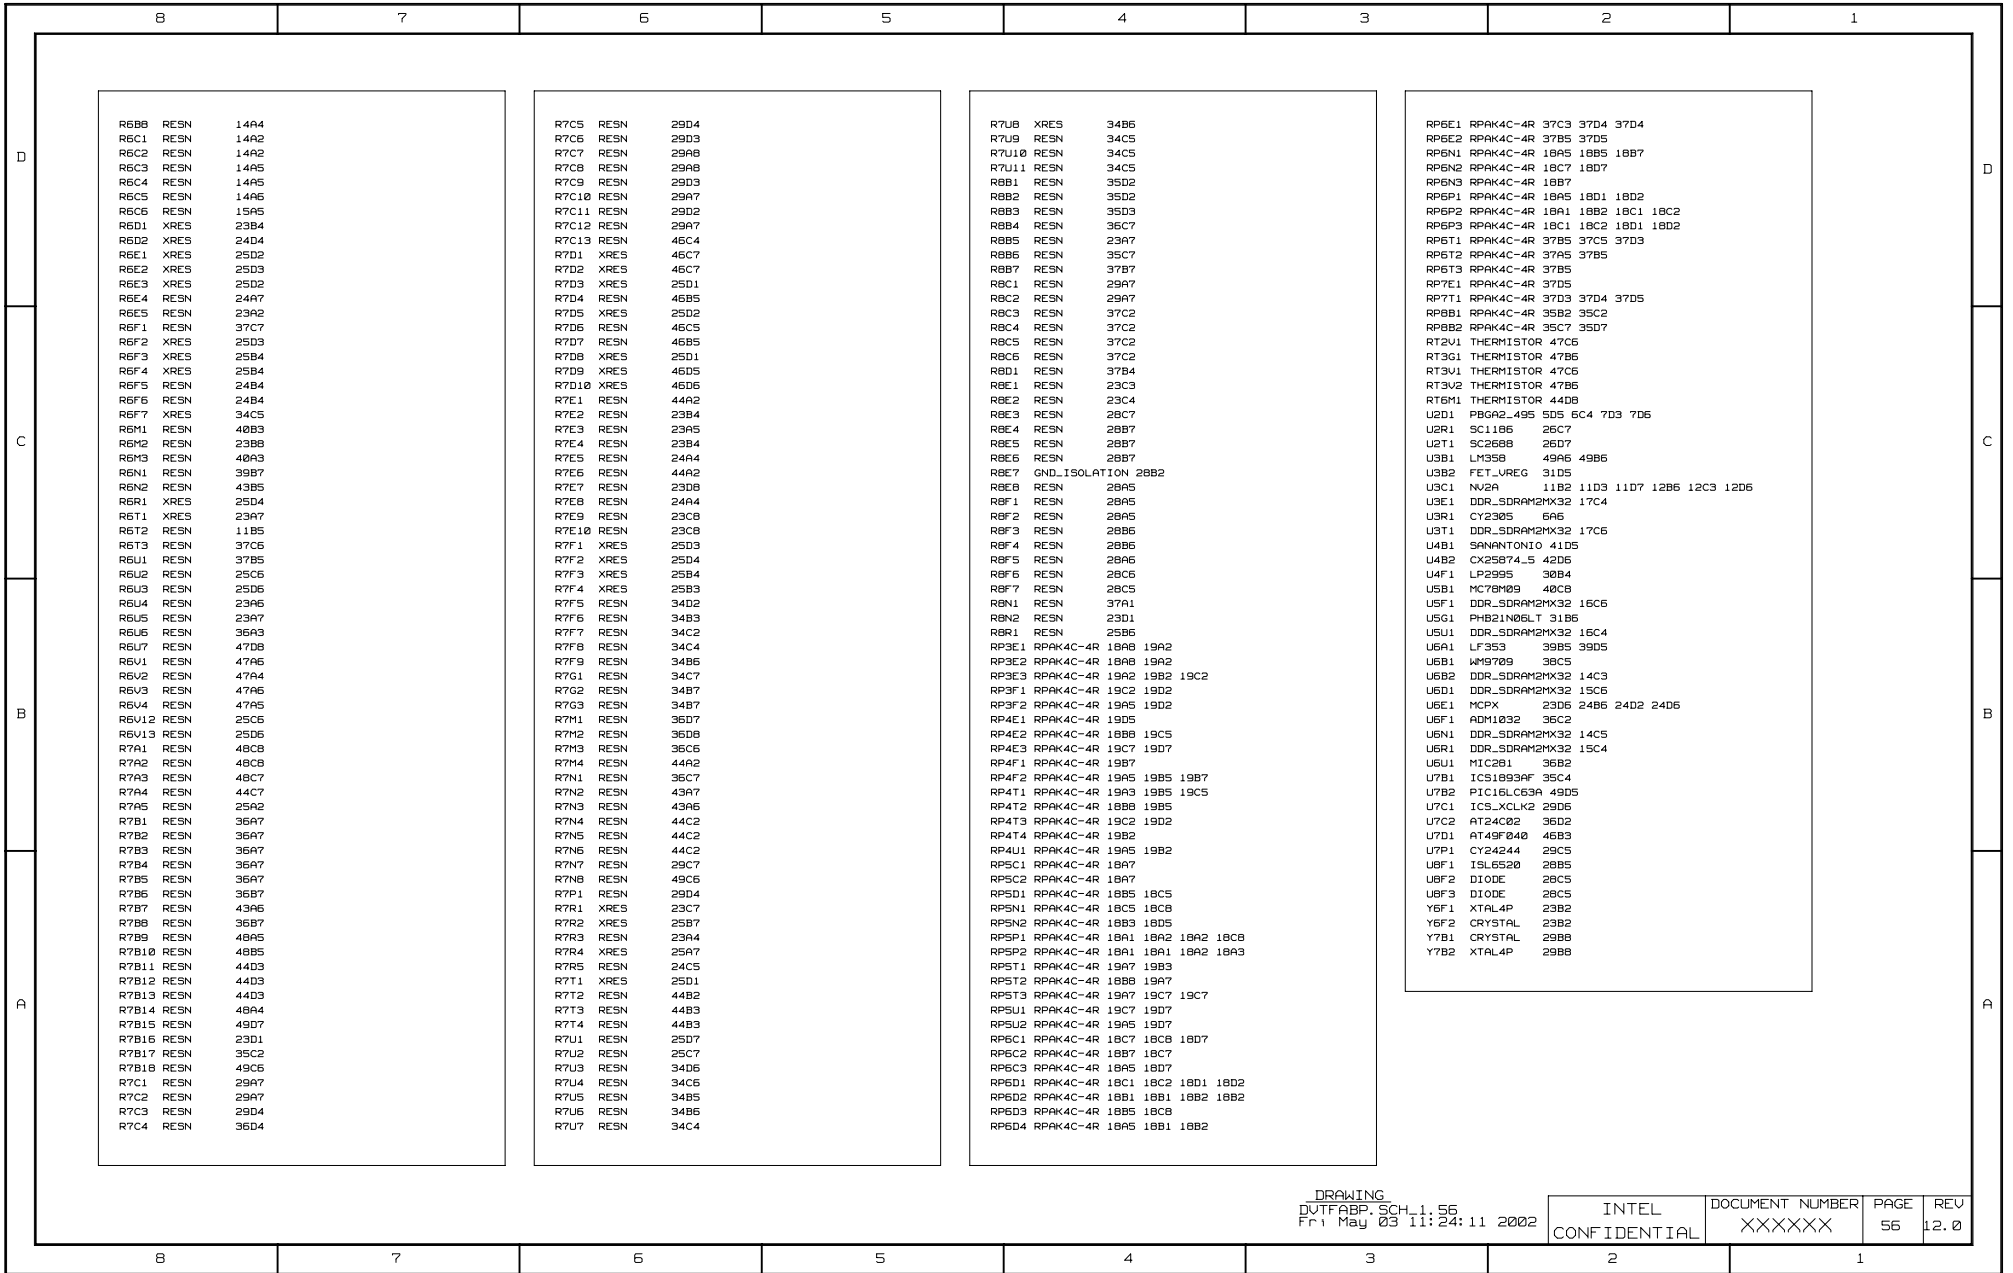 8 7 6 5 4 3 2 1
D
C
B
A
R6B8 RESN 14A4
R6C1 RESN 14A2
R6C2 RESN 14A2
R6C3 RESN 14A5
R6C4 RESN 14A5
R6C5 RESN 14A6
R6C6 RESN 15A5
R6D1 XRES 23B4
R6D2 XRES 24D4
R6E1 XRES 25D2
R6E2 XRES 25D3
R6E3 XRES 25D2
R6E4 RESN 24A7
R6E5 RESN 23A2
R6F1 RESN 37C7
R6F2 XRES 25D3
R6F3 XRES 25B4
R6F4 XRES 25B4
R6F5 RESN 24B4
R6F6 RESN 24B4
R6F7 XRES 34C5
R6M1 RESN 40B3
R6M2 RESN 23B8
R6M3 RESN 40A3
R6N1 RESN 39B7
R6N2 RESN 43B5
R6R1 XRES 25D4
R6T1 XRES 23A7
R6T2 RESN 11B5
R6T3 RESN 37C6
R6U1 RESN 37B5
R6U2 RESN 25C6
R6U3 RESN 25D6
R6U4 RESN 23A6
R6U5 RESN 23A7
R6U6 RESN 36A3
R6U7 RESN 47D8
R6V1 RESN 47A6
R6V2 RESN 47A4
R6V3 RESN 47A6
R6V4 RESN 47A5
R6V12 RESN 25C6
R6V13 RESN 25D6
R7A1 RESN 48C8
R7A2 RESN 48C8
R7A3 RESN 48C7
R7A4 RESN 44C7
R7A5 RESN 25A2
R7B1 RESN 36A7
R7B2 RESN 36A7
R7B3 RESN 36A7
R7B4 RESN 36A7
R7B5 RESN 36A7
R7B6 RESN 36B7
R7B7 RESN 43A6
R7B8 RESN 36B7
R7B9 RESN 48A5
R7B10 RESN 48B5
R7B11 RESN 44D3
R7B12 RESN 44D3
R7B13 RESN 44D3
R7B14 RESN 48A4
R7B15 RESN 49D7
R7B16 RESN 23D1
R7B17 RESN 35C2
R7B18 RESN 49C6
R7C1 RESN 29A7
R7C2 RESN 29A7
R7C3 RESN 29D4
R7C4 RESN 36D4
R7C5 RESN 29D4
R7C6 RESN 29D3
R7C7 RESN 29A8
R7C8 RESN 29A8
R7C9 RESN 29D3
R7C10 RESN 29A7
R7C11 RESN 29D2
R7C12 RESN 29A7
R7C13 RESN 46C4
R7D1 XRES 46C7
R7D2 XRES 46C7
R7D3 XRES 25D1
R7D4 RESN 46B5
R7D5 XRES 25D2
R7D6 RESN 46C5
R7D7 RESN 46B5
R7D8 XRES 25D1
R7D9 XRES 46D5
R7D10 XRES 46D6
R7E1 RESN 44A2
R7E2 RESN 23B4
R7E3 RESN 23A5
R7E4 RESN 23B4
R7E5 RESN 24A4
R7E6 RESN 44A2
R7E7 RESN 23D8
R7E8 RESN 24A4
R7E9 RESN 23C8
R7E10 RESN 23C8
R7F1 XRES 25D3
R7F2 XRES 25D4
R7F3 XRES 25B4
R7F4 XRES 25B3
R7F5 RESN 34D2
R7F6 RESN 34B3
R7F7 RESN 34C2
R7F8 RESN 34C4
R7F9 RESN 34B6
R7G1 RESN 34C7
R7G2 RESN 34B7
R7G3 RESN 34B7
R7M1 RESN 36D7
R7M2 RESN 36D8
R7M3 RESN 36C6
R7M4 RESN 44A2
R7N1 RESN 36C7
R7N2 RESN 43A7
R7N3 RESN 43A6
R7N4 RESN 44C2
R7N5 RESN 44C2
R7N6 RESN 44C2
R7N7 RESN 29C7
R7N8 RESN 49C6
R7P1 RESN 29D4
R7R1 XRES 23C7
R7R2 XRES 25B7
R7R3 RESN 23A4
R7R4 XRES 25A7
R7R5 RESN 24C5
R7T1 XRES 25D1
R7T2 RESN 44B2
R7T3 RESN 44B3
R7T4 RESN 44B3
R7U1 RESN 25D7
R7U2 RESN 25C7
R7U3 RESN 34D6
R7U4 RESN 34C6
R7U5 RESN 34B5
R7U6 RESN 34B6
R7U7 RESN 34C4
R7U8 XRES 34B6
R7U9 RESN 34C5
R7U10 RESN 34C5
R7U11 RESN 34C5
R8B1 RESN 35D2
R8B2 RESN 35D2
R8B3 RESN 35D3
R8B4 RESN 36C7
R8B5 RESN 23A7
R8B6 RESN 35C7
R8B7 RESN 37B7
R8C1 RESN 29A7
R8C2 RESN 29A7
R8C3 RESN 37C2
R8C4 RESN 37C2
R8C5 RESN 37C2
R8C6 RESN 37C2
R8D1 RESN 37B4
R8E1 RESN 23C3
R8E2 RESN 23C4
R8E3 RESN 28C7
R8E4 RESN 28B7
R8E5 RESN 28B7
R8E6 RESN 28B7
R8E7 GND_ISOLATION 28B2
R8E8 RESN 28A5
R8F1 RESN 28A5
R8F2 RESN 28A5
R8F3 RESN 28B6
R8F4 RESN 28B6
R8F5 RESN 28A6
R8F6 RESN 28C6
R8F7 RESN 28C5
R8N1 RESN 37A1
R8N2 RESN 23D1
R8R1 RESN 25B6
RP3E1 RPAK4C-4R 18A8 19A2
RP3E2 RPAK4C-4R 18A8 19A2
RP3E3 RPAK4C-4R 19A2 19B2 19C2
RP3F1 RPAK4C-4R 19C2 19D2
RP3F2 RPAK4C-4R 19A5 19D2
RP4E1 RPAK4C-4R 19D5
RP4E2 RPAK4C-4R 18B8 19C5
RP4E3 RPAK4C-4R 19C7 19D7
RP4F1 RPAK4C-4R 19B7
RP4F2 RPAK4C-4R 19A5 19B5 19B7
RP4T1 RPAK4C-4R 19A3 19B5 19C5
RP4T2 RPAK4C-4R 18B8 19B5
RP4T3 RPAK4C-4R 19C2 19D2
RP4T4 RPAK4C-4R 19B2
RP4U1 RPAK4C-4R 19A5 19B2
RP5C1 RPAK4C-4R 18A7
RP5C2 RPAK4C-4R 18A7
RP5D1 RPAK4C-4R 18B5 18C5
RP5N1 RPAK4C-4R 18C5 18C8
RP5N2 RPAK4C-4R 18B3 18D5
RP5P1 RPAK4C-4R 18A1 18A2 18A2 18C8
RP5P2 RPAK4C-4R 18A1 18A1 18A2 18A3
RP5T1 RPAK4C-4R 19A7 19B3
RP5T2 RPAK4C-4R 18B8 19A7
RP5T3 RPAK4C-4R 19A7 19C7 19C7
RP5U1 RPAK4C-4R 19C7 19D7
RP5U2 RPAK4C-4R 19A5 19D7
RP6C1 RPAK4C-4R 18C7 18C8 18D7
RP6C2 RPAK4C-4R 18B7 18C7
RP6C3 RPAK4C-4R 18A5 18D7
RP6D1 RPAK4C-4R 18C1 18C2 18D1 18D2
RP6D2 RPAK4C-4R 18B1 18B1 18B2 18B2
RP6D3 RPAK4C-4R 18B5 18C8
RP6D4 RPAK4C-4R 18A5 18B1 18B2
RP6E1 RPAK4C-4R 37C3 37D4 37D4
RP6E2 RPAK4C-4R 37B5 37D5
RP6N1 RPAK4C-4R 18A5 18B5 18B7
RP6N2 RPAK4C-4R 18C7 18D7
RP6N3 RPAK4C-4R 18B7
RP6P1 RPAK4C-4R 18A5 18D1 18D2
RP6P2 RPAK4C-4R 18A1 18B2 18C1 18C2
RP6P3 RPAK4C-4R 18C1 18C2 18D1 18D2
RP6T1 RPAK4C-4R 37B5 37C5 37D3
RP6T2 RPAK4C-4R 37A5 37B5
RP6T3 RPAK4C-4R 37B5
RP7E1 RPAK4C-4R 37D5
RP7T1 RPAK4C-4R 37D3 37D4 37D5
RP8B1 RPAK4C-4R 35B2 35C2
RP8B2 RPAK4C-4R 35C7 35D7
RT2V1 THERMISTOR 47C6
RT3G1 THERMISTOR 47B6
RT3V1 THERMISTOR 47C6
RT3V2 THERMISTOR 47B6
RT6M1 THERMISTOR 44D8
U2D1 PBGA2_495 5D5 6C4 7D3 7D6
U2R1 SC1186 26C7
U2T1 SC2688 26D7
U3B1 LM358 49A6 49B6
U3B2 FET_VREG 31D5
U3C1 NV2A 11B2 11D3 11D7 12B6 12C3 12D6
U3E1 DDR_SDRAM2MX32 17C4
U3R1 CY2305 6A6
U3T1 DDR_SDRAM2MX32 17C6
U4B1 SANANTONIO 41D5
U4B2 CX25874_5 42D6
U4F1 LP2995 30B4
U5B1 MC78M09 40C8
U5F1 DDR_SDRAM2MX32 16C6
U5G1 PHB21N06LT 31B6
U5U1 DDR_SDRAM2MX32 16C4
U6A1 LF353 39B5 39D5
U6B1 WM9709 38C5
U6B2 DDR_SDRAM2MX32 14C3
U6D1 DDR_SDRAM2MX32 15C6
U6E1 MCPX 23D6 24B6 24D2 24D6
U6F1 ADM1032 36C2
U6N1 DDR_SDRAM2MX32 14C5
U6R1 DDR_SDRAM2MX32 15C4
U6U1 MIC281 36B2
U7B1 ICS1893AF 35C4
U7B2 PIC16LC63A 49D5
U7C1 ICS_XCLK2 29D6
U7C2 AT24C02 36D2
U7D1 AT49F040 46B3
U7P1 CY24244 29C5
U8F1 ISL6520 28B5
U8F2 DIODE 28C5
U8F3 DIODE 28C5
Y6F1 XTAL4P 23B2
Y6F2 CRYSTAL 23B2
Y7B1 CRYSTAL 29B8
Y7B2 XTAL4P 29B8
D
C
B
A
DRAWING
DVTFABP.SCH_1.56
Fri May 03 11:24:11 2002
INTEL
CONFIDENTIAL
DOCUMENT NUMBER
XXXXXX
PAGE
56
REV
12.0
8 7 6 5 4 3 2 1